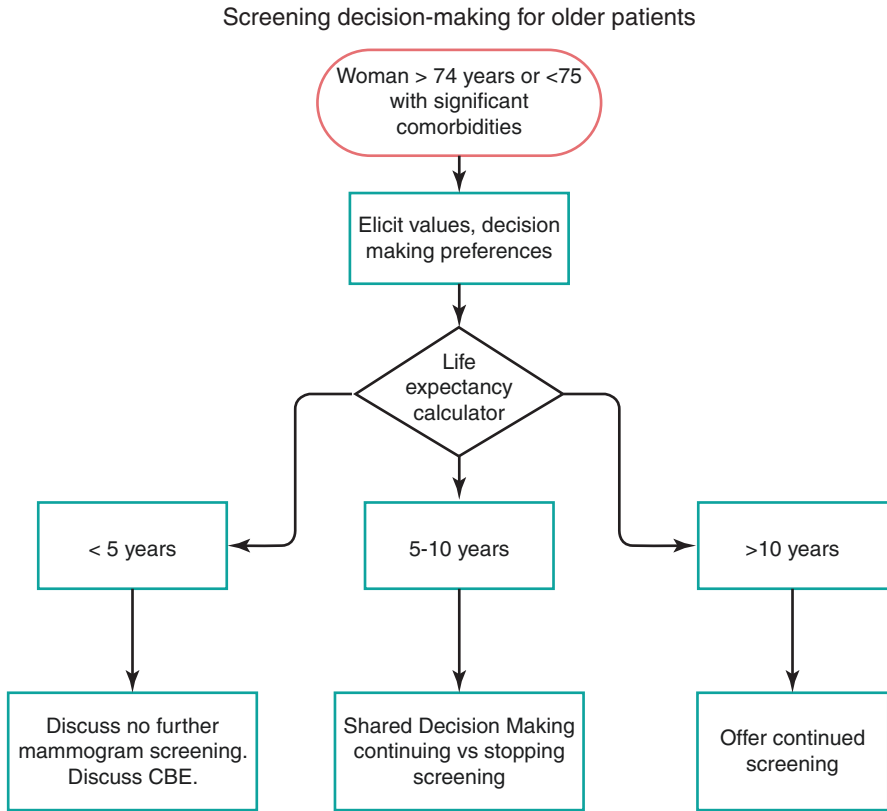 Screening decision-making for older patients
Woman > 74 years or <75
with significant
comorbidities
Elicit values, decision
making preferences
Life
expectancy
calculator
< 5 years
5-10 years
>10 years
Discuss no further
mammogram screening.
Discuss CBE.
Shared Decision Making
continuing vs stopping
screening
Offer continued
screening